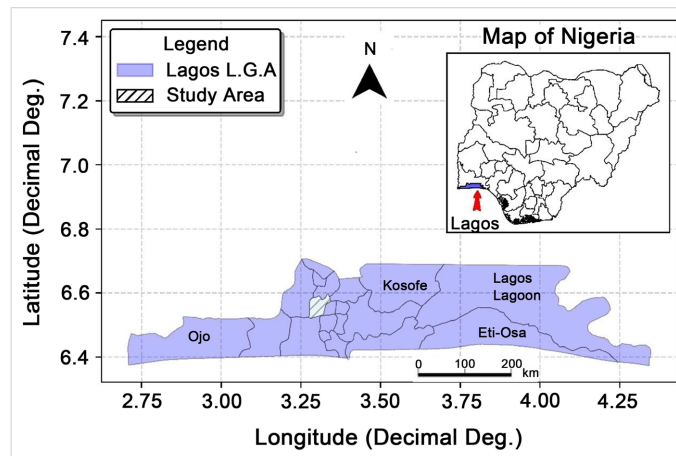 Legend
Lagos L.G.A
Study Area
N
Map of Nigeria
Lagos
7.4
7.2
7.0
6.8
6.6
6.4
Latitude (Decimal Deg.)
Kosofe
Lagos
Lagoon
Ojo
Eti-Osa
0 100 200
km
2.75 3.00 3.25 3.50 3.75 4.00 4.25
Longitude (Decimal Deg.)